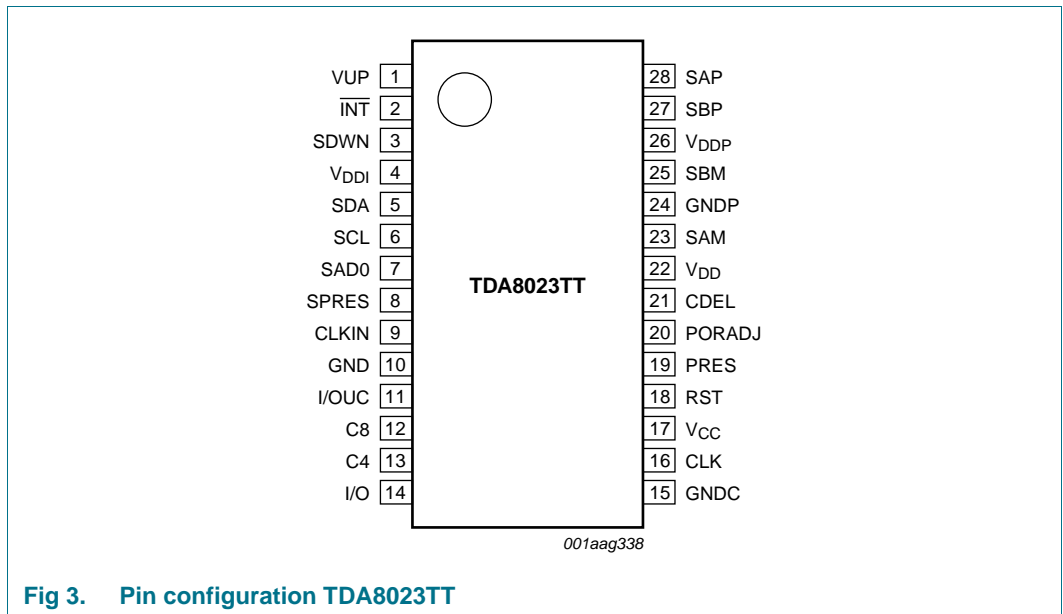 VUP 1 28 SAP
INT 2 27 SBP
SDWN 3 26 VDDP
VDDI 4 25 SBM
SDA 5 24 GNDP
SCL 6 23 SAM
SAD0 7 22 VDD
TDA8023TT
SPRES 8 21 CDEL
CLKIN 9 20 PORADJ
GND 10 19 PRES
I/OUC 11 18 RST
C8 12 17 VCC
C4 13 16 CLK
I/O 14 15 GNDC
001aag338
Fig 3. Pin configuration TDA8023TT